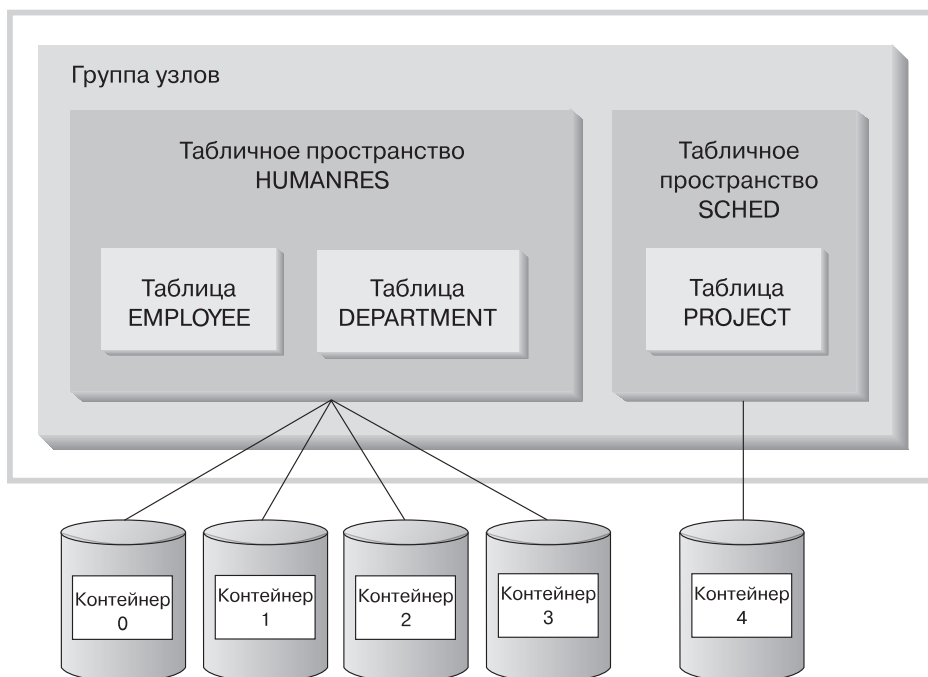 Группа узлов
Табличное пространство
HUMANRES
Табличное
пространство
SCHED
Таблица
EMPLOYEE
Таблица
DEPARTMENT
Таблица
PROJECT
Контейнер
0
Контейнер
1
Контейнер
2
Контейнер
3
Контейнер
4